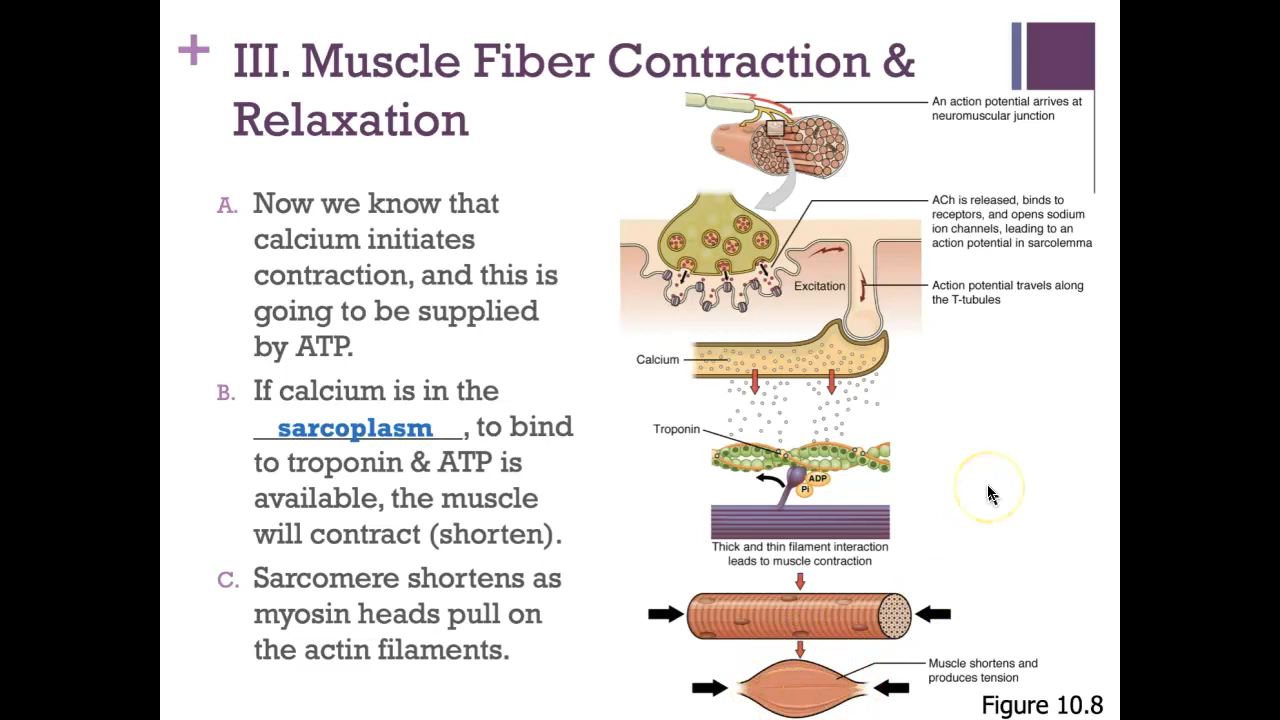 + III. Muscle Fiber Contraction &
Relaxation
A. Now we know that
calcium initiates
contraction, and this is
going to be supplied
by ATP.
B. If calcium is in the
sarcoplasm, to bind
to troponin & ATP is
available, the muscle
will contract (shorten).
C. Sarcomere shortens as
myosin heads pull on
the actin filaments.
An action potential arrives at
neuromuscular junction
ACh is released, binds to
receptors, and opens sodium
ion channels, leading to an
action potential in sarcolemma
Excitation
Action potential travels along
the T-tubules
Calcium
Troponin
ADP
Pi
Thick and thin filament interaction
leads to muscle contraction
Muscle shortens and
produces tension
Figure 10.8